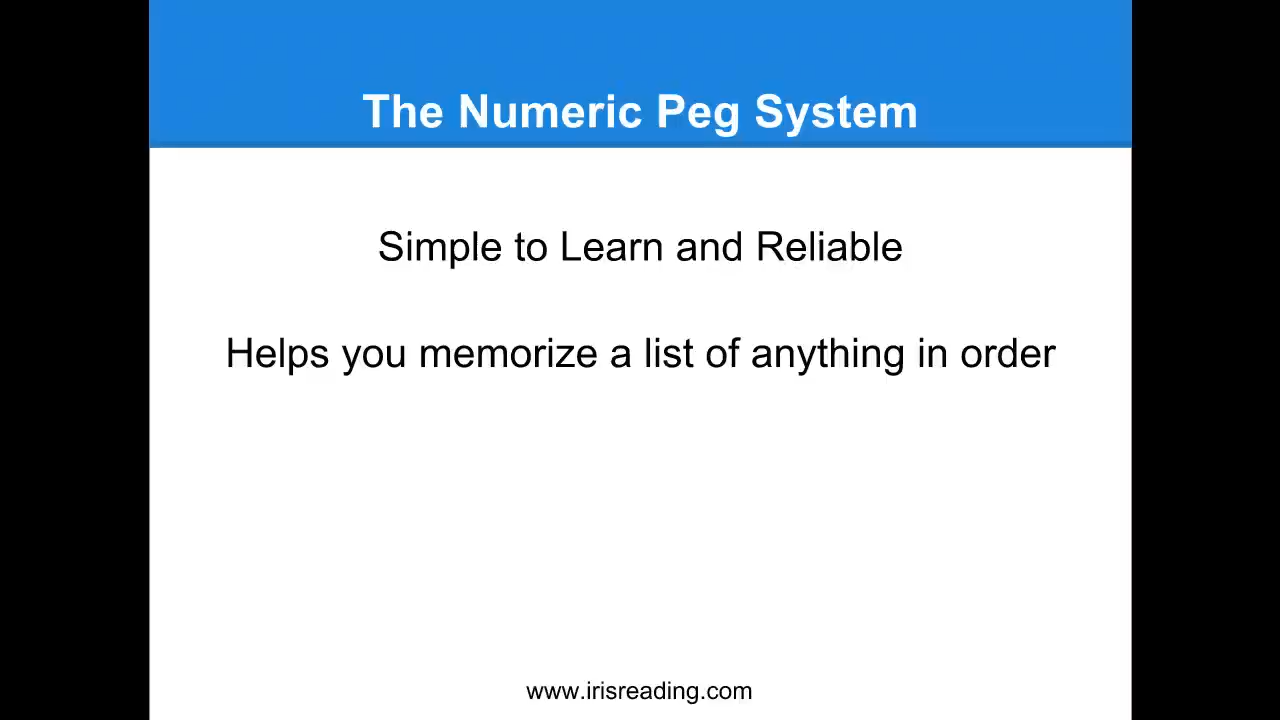 The Numeric Peg System
Simple to Learn and Reliable
Helps you memorize a list of anything in order
www.irisreading.com